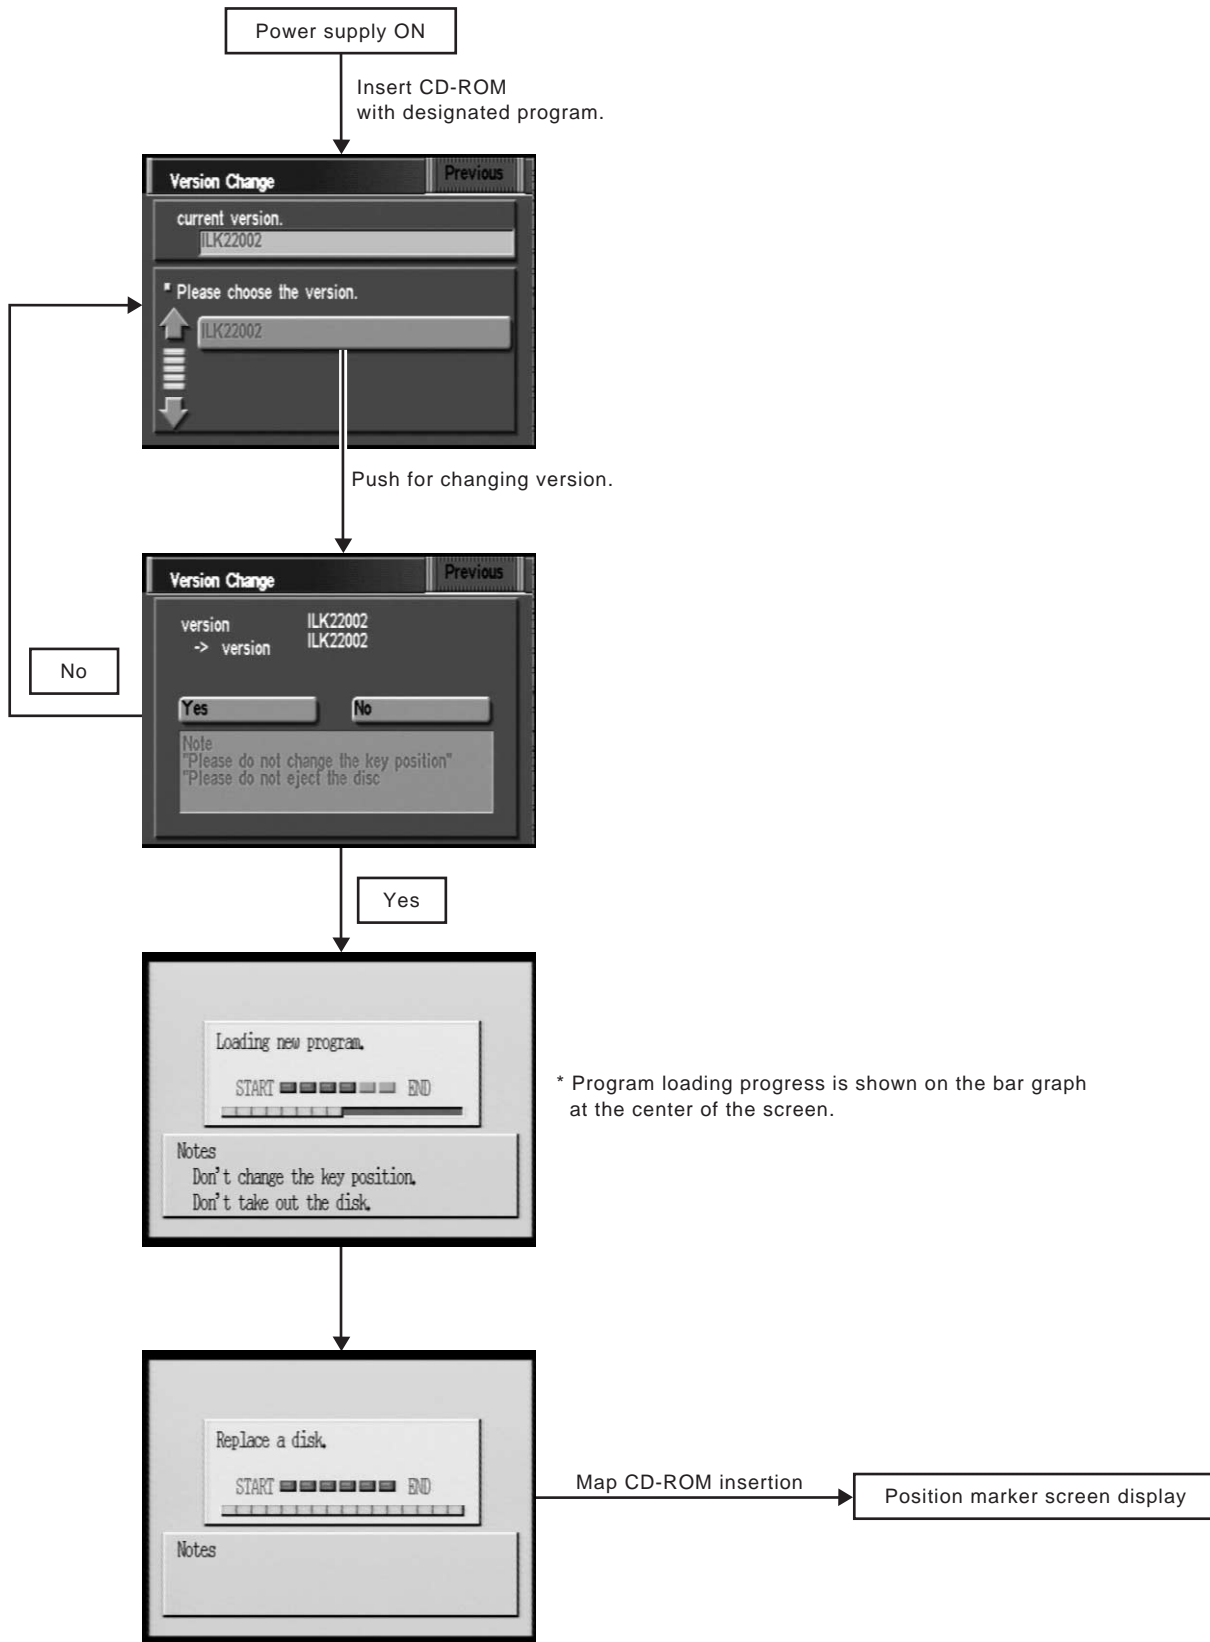 Power supply ON
Insert CD-ROM
with designated program.
Version Change
Previous
current version.
ILK22002
Please choose the version.
ILK22002
Push for changing version.
Version Change
Previous
version ILK22002
-> version ILK22002
No
Yes No
Note
"Please do not change the key position"
"Please do not eject the disc
Yes
Loading new program.
START END
* Program loading progress is shown on the bar graph
at the center of the screen.
Notes
Don't change the key position.
Don't take out the disk.
Replace a disk.
START END
Map CD-ROM insertion
Position marker screen display
Notes